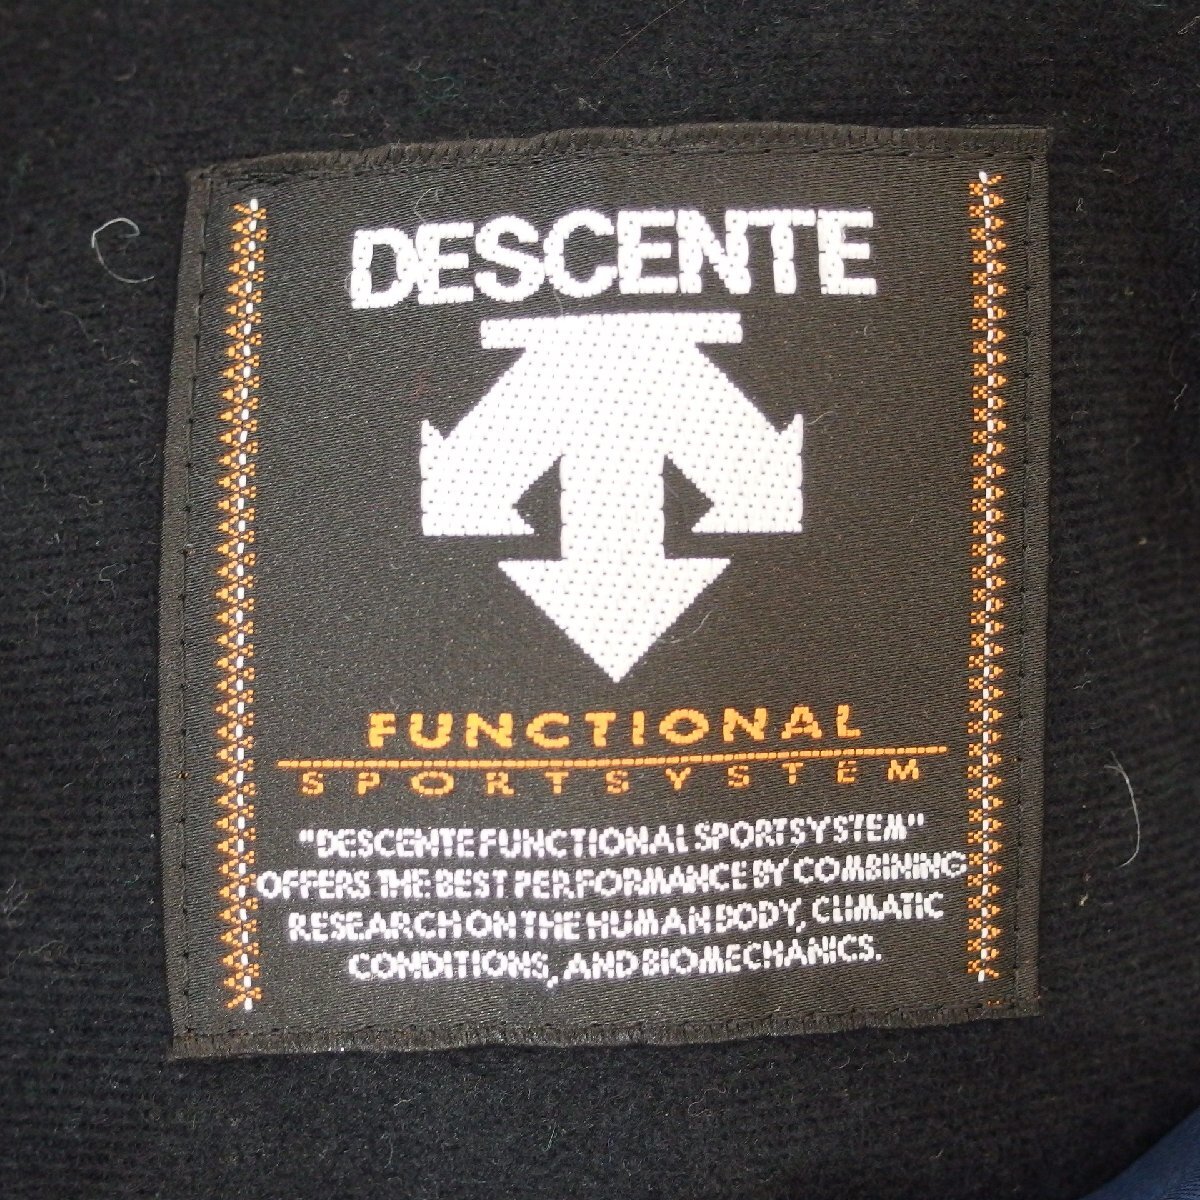 DESCENTE
FUNCTIONAL
SPORTSYSTEM
"DESCENTE FUNCTIONAL SPORTSYSTEM"
OFFERS THE BEST PERFORMANCE BY COMBINING
RESEARCH ON THE HUMAN BODY, CLIMATIC
CONDITIONS, AND BIOMECHANICS.